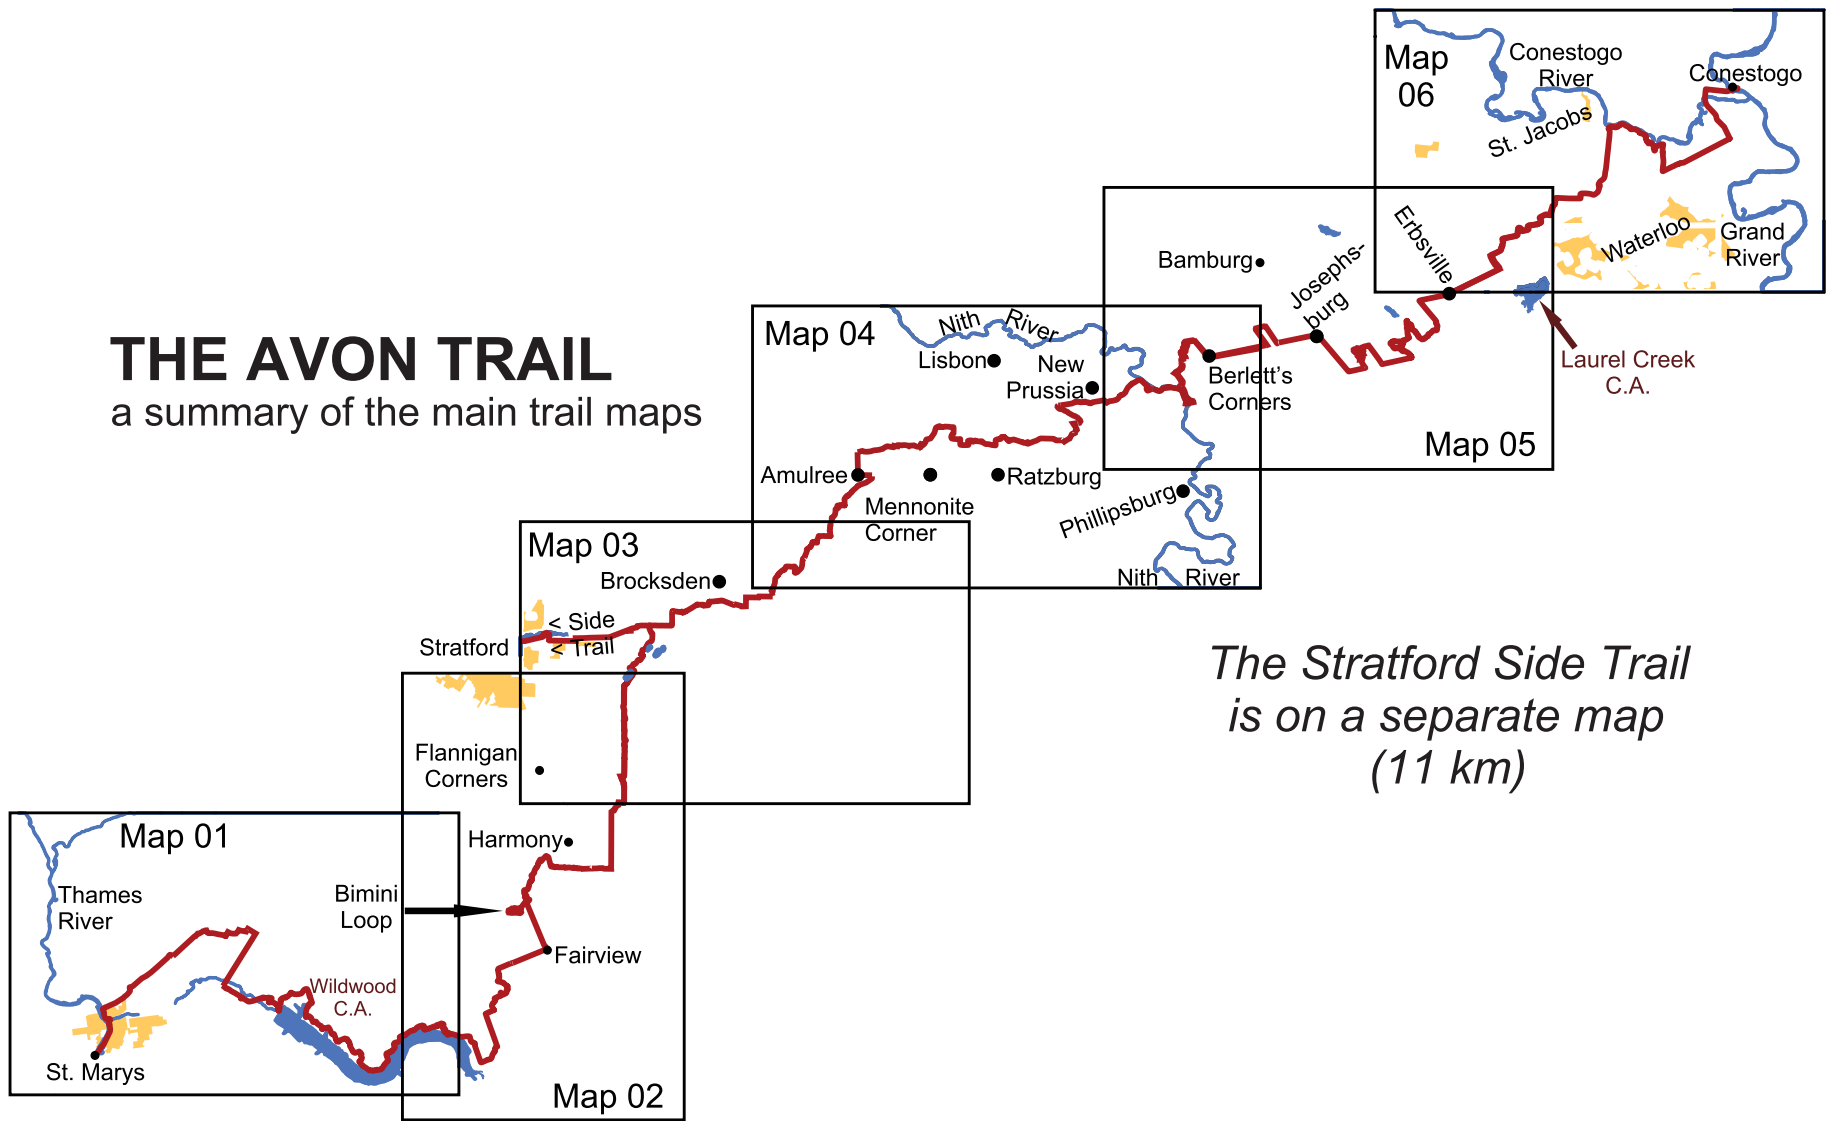 THE AVON TRAIL
a summary of the main trail maps
Map
06
Conestogo
River
Conestogo
St. Jacobs
Waterloo
Grand
River
Erbsville
Bamburg
Josephs-
burg
Laurel Creek
C.A.
Berlett's
Corners
Map 05
Map 04
Nith River
Lisbon
New
Prussia
Amulree
Ratzburg
Mennonite
Corner
Phillipsburg
Nith River
Map 03
Brocksden
< Side
< Trail
Stratford
The Stratford Side Trail
is on a separate map
(11 km)
Flannigan
Corners
Harmony
Map 01
Thames
River
Bimini
Loop
Fairview
Wildwood
C.A.
St. Marys
Map 02